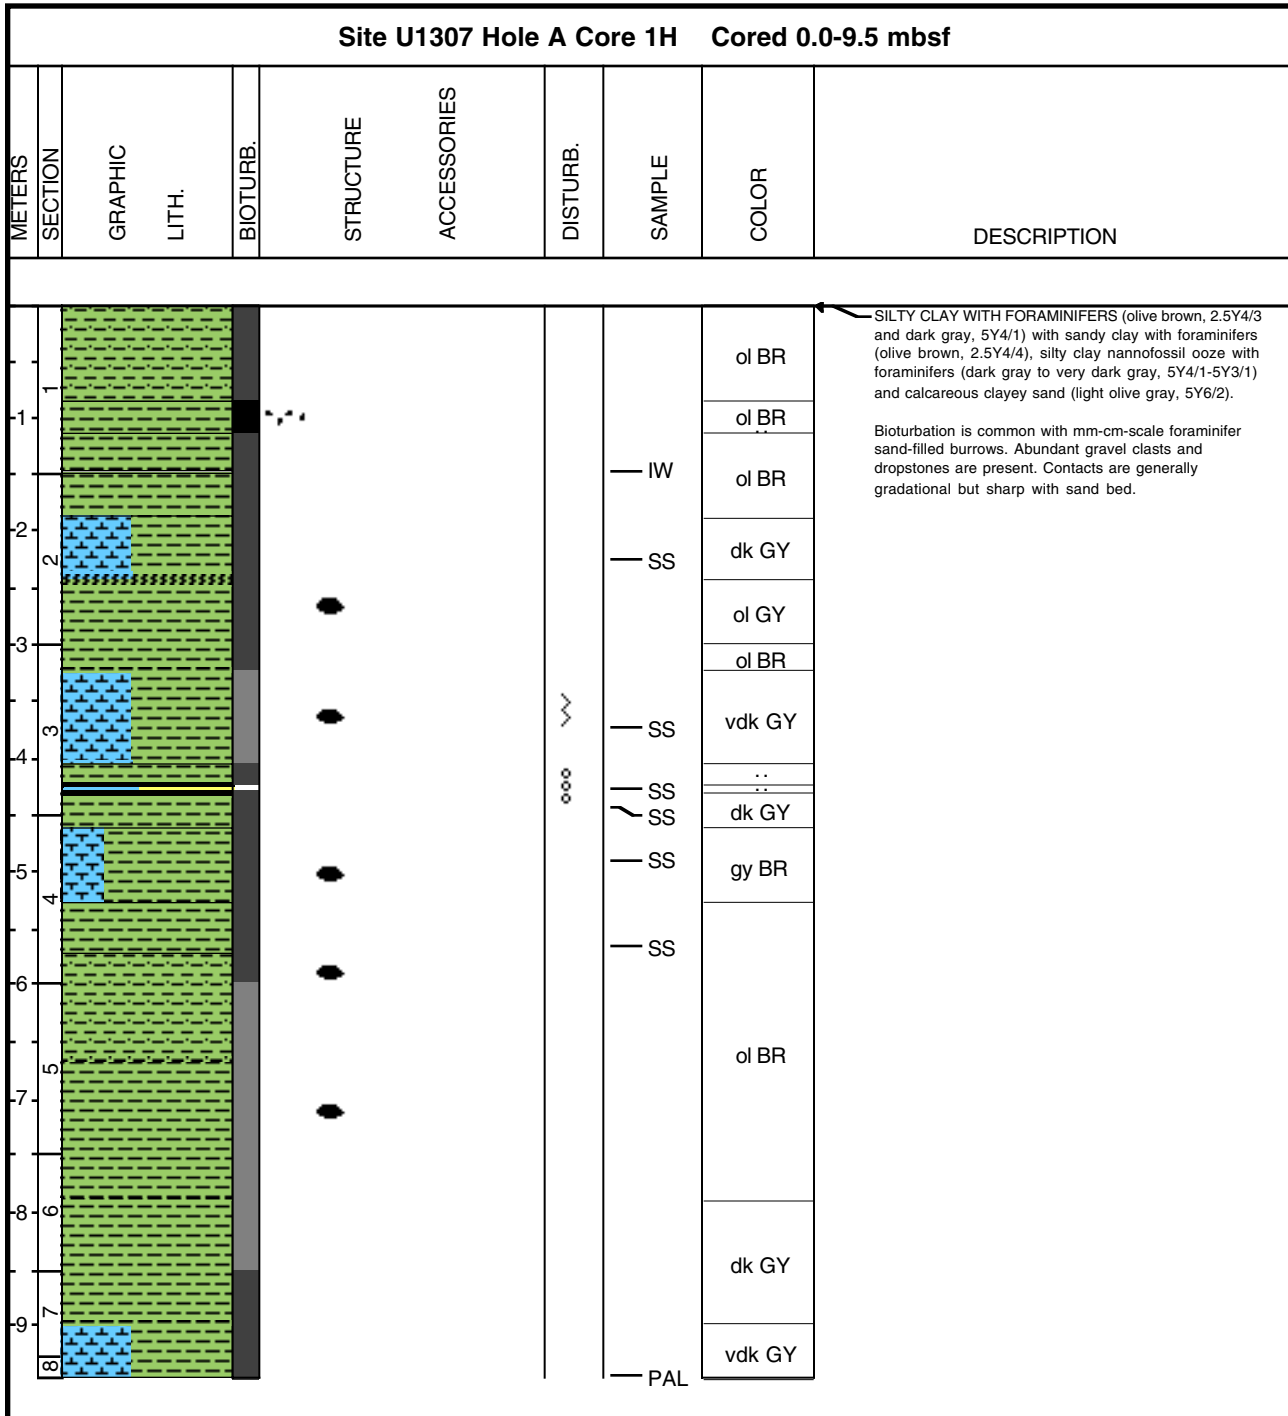 Site U1307 Hole A Core 1H Cored 0.0-9.5 mbsf
METERS
SECTION
GRAPHIC
LITH.
BIOTURB.
STRUCTURE
ACCESSORIES
DISTURB.
SAMPLE
COLOR
DESCRIPTION
1
2
3
4
5
6
7
8
9
1
2
3
4
5
6
7
8
IW
SS
SS
SS
SS
SS
SS
PAL
ol BR
ol BR
ol BR
dk GY
ol GY
ol BR
vdk GY
dk GY
gy BR
ol BR
dk GY
vdk GY
SILTY CLAY WITH FORAMINIFERS (olive brown, 2.5Y4/3
and dark gray, 5Y4/1) with sandy clay with foraminifers
(olive brown, 2.5Y4/4), silty clay nannofossil ooze with
foraminifers (dark gray to very dark gray, 5Y4/1-5Y3/1)
and calcareous clayey sand (light olive gray, 5Y6/2).
Bioturbation is common with mm-cm-scale foraminifer
sand-filled burrows. Abundant gravel clasts and
dropstones are present. Contacts are generally
gradational but sharp with sand bed.